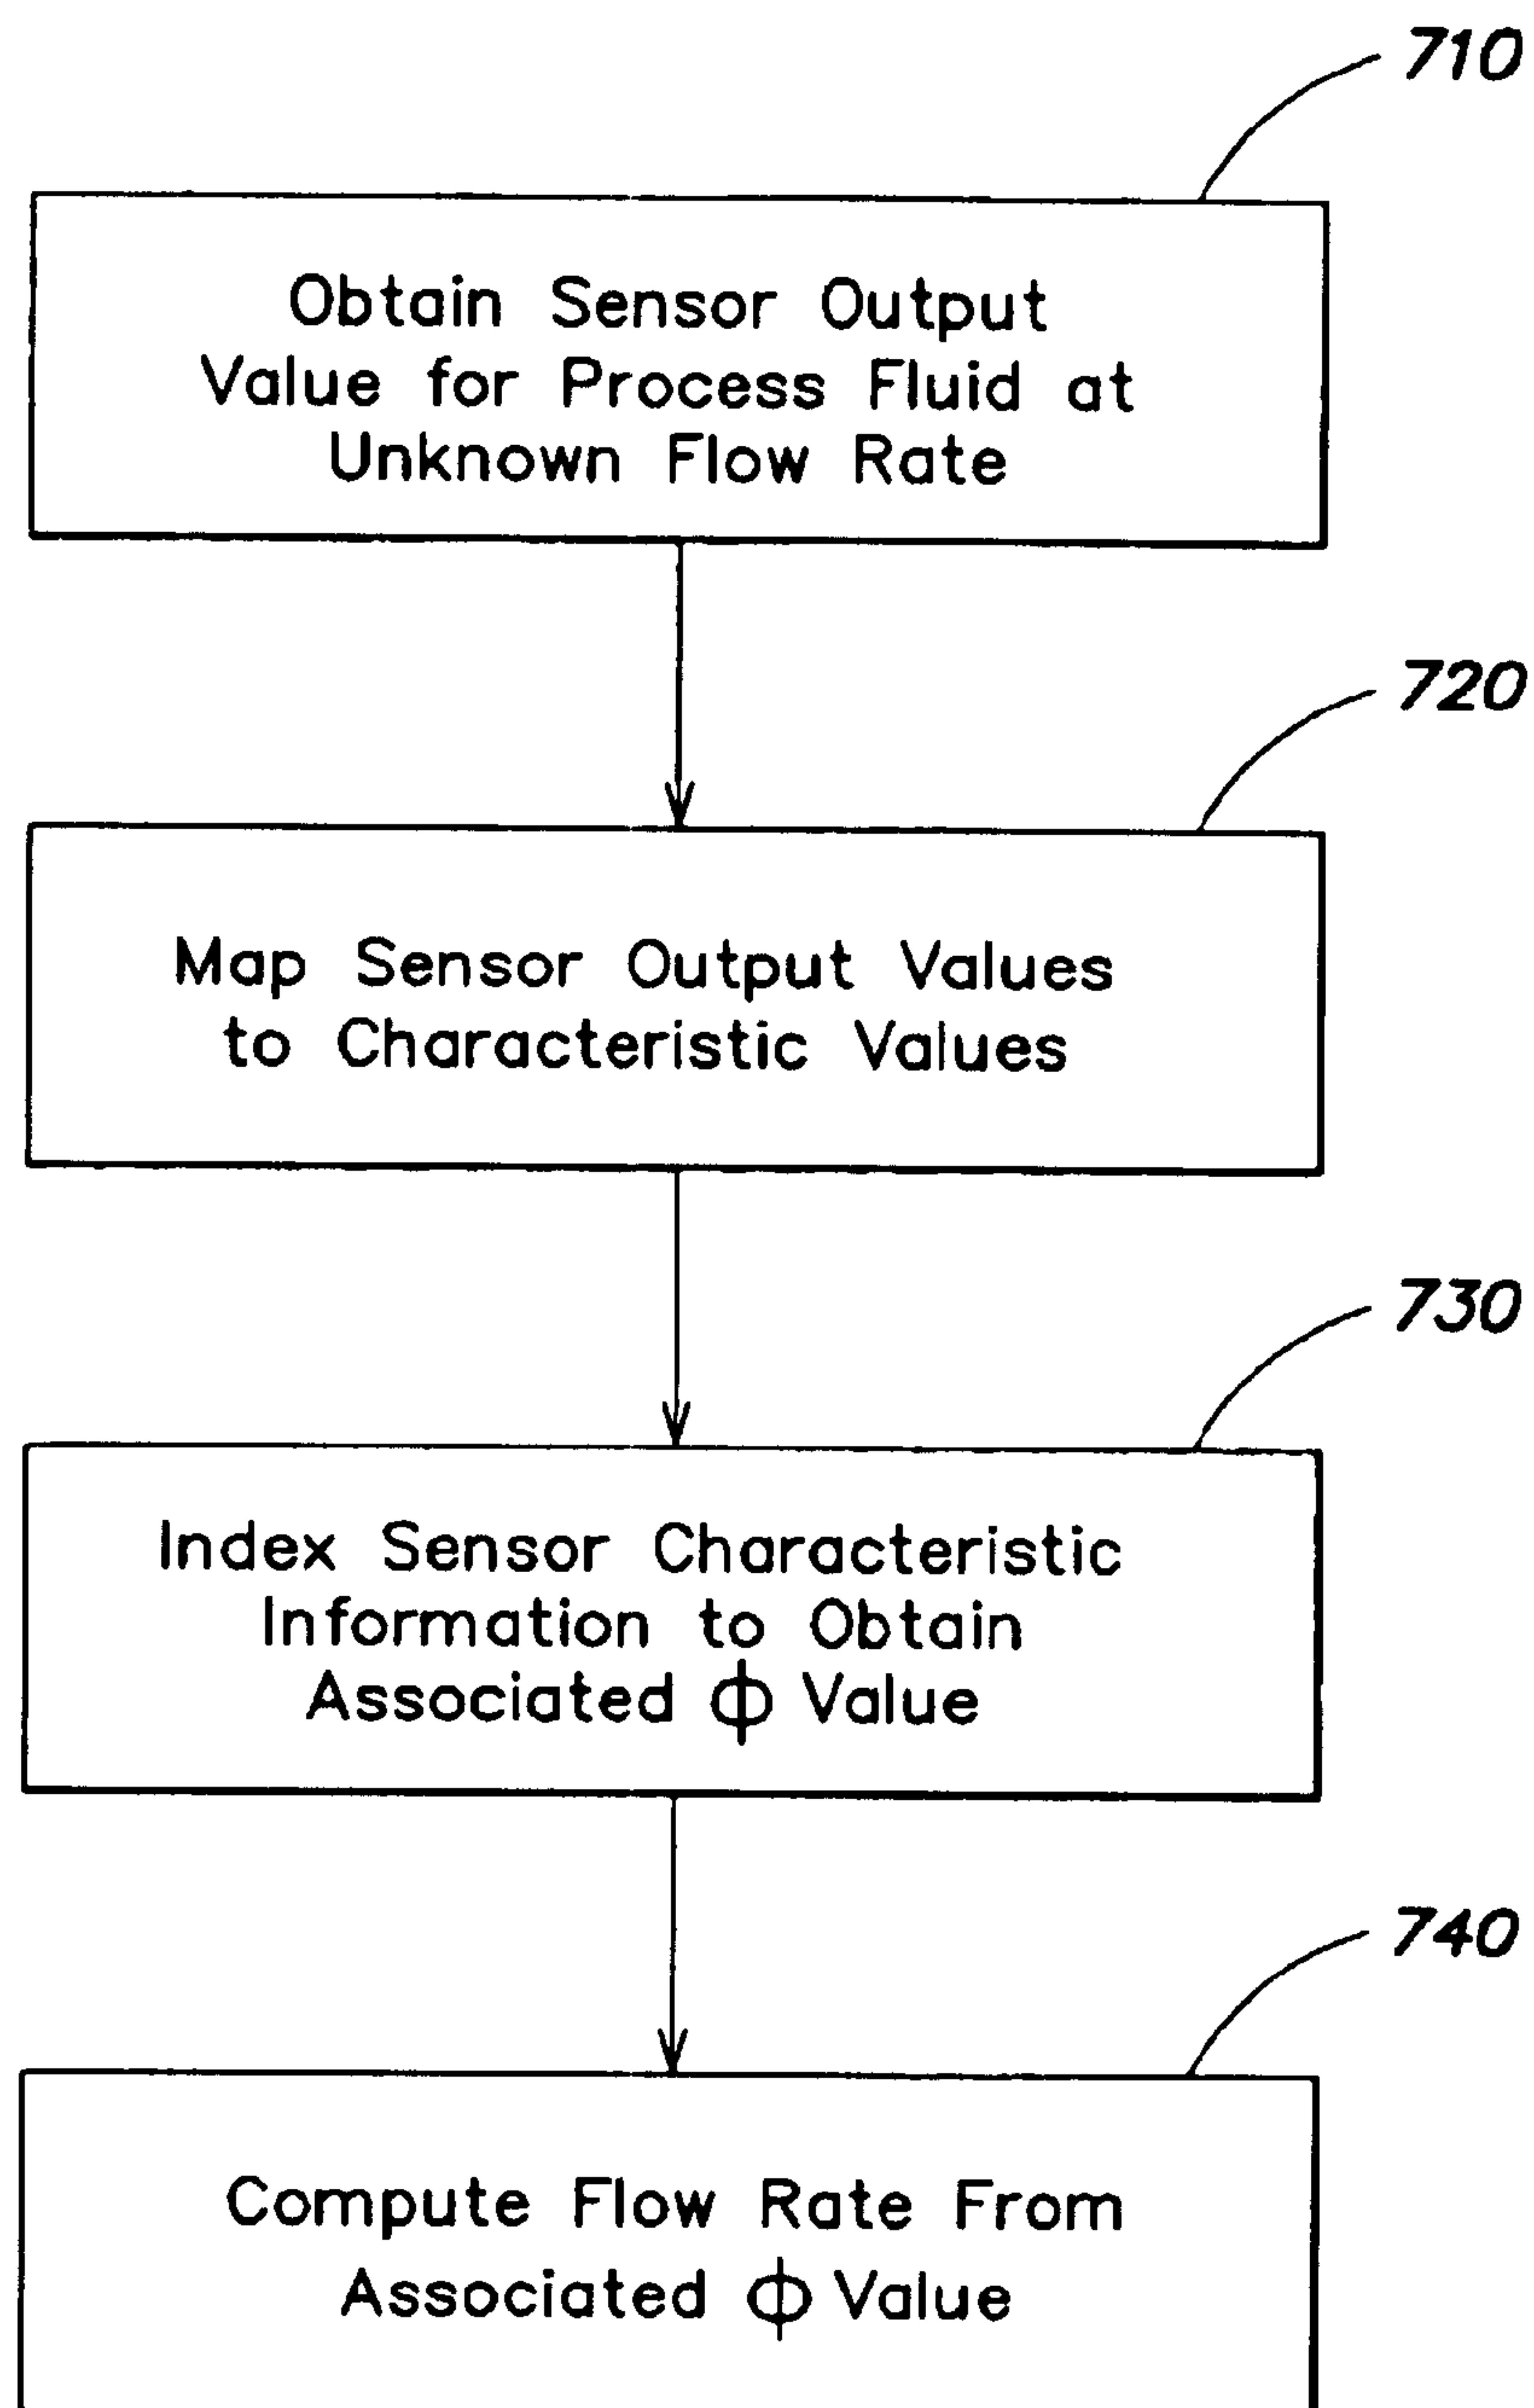 710
Obtain Sensor Output
Value for Process Fluid at
Unknown Flow Rate
720
Map Sensor Output Values
to Characteristic Values
730
Index Sensor Characteristic
Information to Obtain
Associated ϕ Value
740
Compute Flow Rate From
Associated ϕ Value